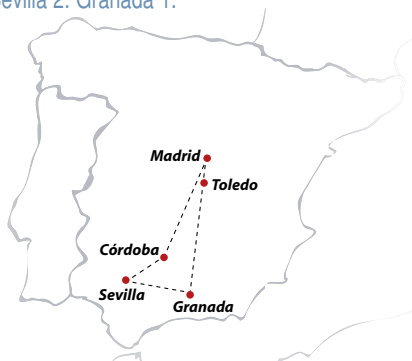 Sevilla 2. Granada 1.
Madrid
Toledo
Córdoba
Sevilla
Granada